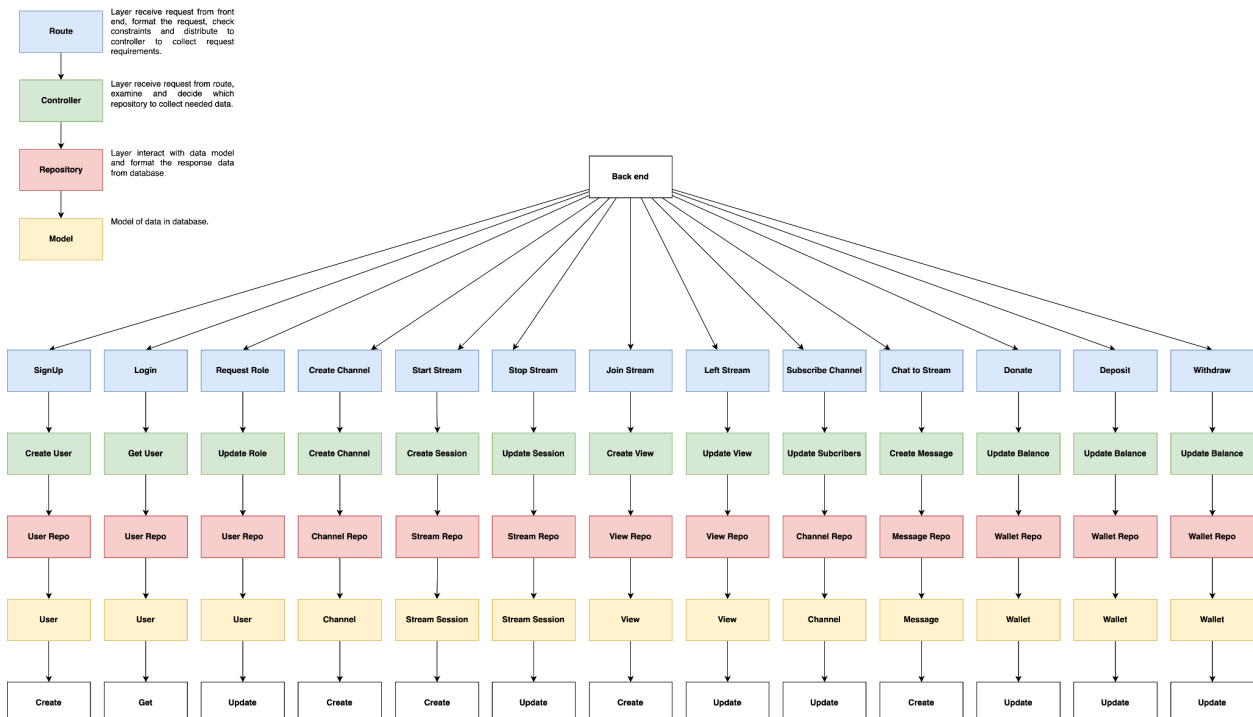 Route
Layer receive request from front
end, format the request, check
constraints and distribute to
controller to collect request
requirements.
Controller
Layer receive request from route,
examine and decide which
repository to collect needed data.
Repository
Layer interact with data model
and format the response data
from database.
Model
Model of data in database.
Back end
SignUp
Login
Request Role
Create Channel
Start Stream
Stop Stream
Join Stream
Left Stream
Subscribe Channel
Chat to Stream
Donate
Deposit
Withdraw
Create User
Get User
Update Role
Create Channel
Create Session
Update Session
Create View
Update View
Update Subcribers
Create Message
Update Balance
Update Balance
Update Balance
User Repo
User Repo
User Repo
Channel Repo
Stream Repo
Stream Repo
View Repo
View Repo
Channel Repo
Message Repo
Wallet Repo
Wallet Repo
Wallet Repo
User
User
User
Channel
Stream Session
Stream Session
View
View
Channel
Message
Wallet
Wallet
Wallet
Create
Get
Update
Create
Create
Update
Create
Update
Update
Create
Update
Update
Update